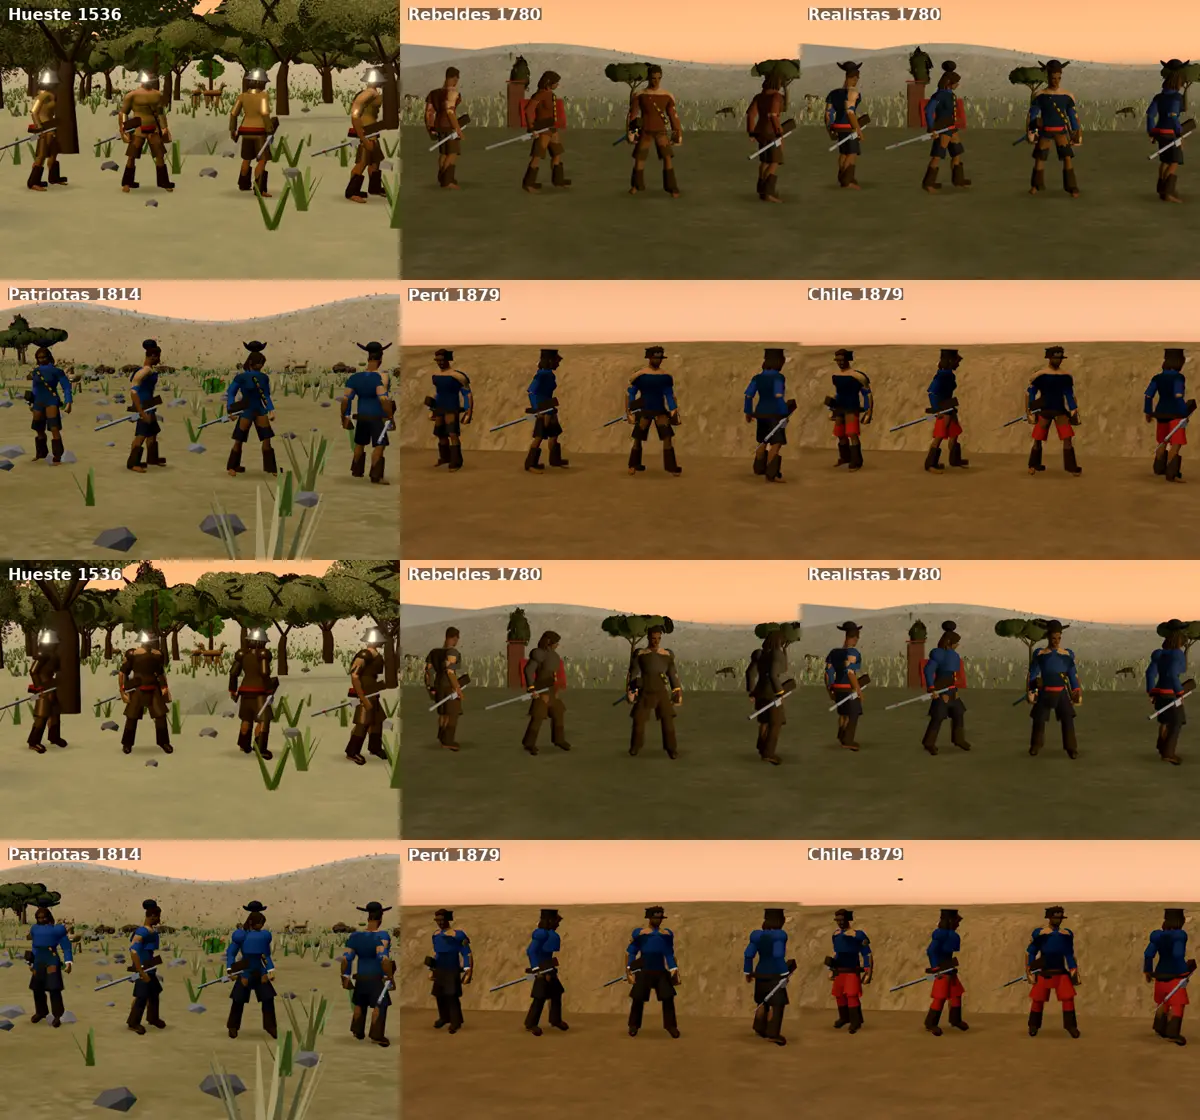 Hueste 1536
Rebeldes 1780
Realistas 1780
Patriotas 1814
Perú 1879
Chile 1879
Hueste 1536
Rebeldes 1780
Realistas 1780
Patriotas 1814
Perú 1879
Chile 1879